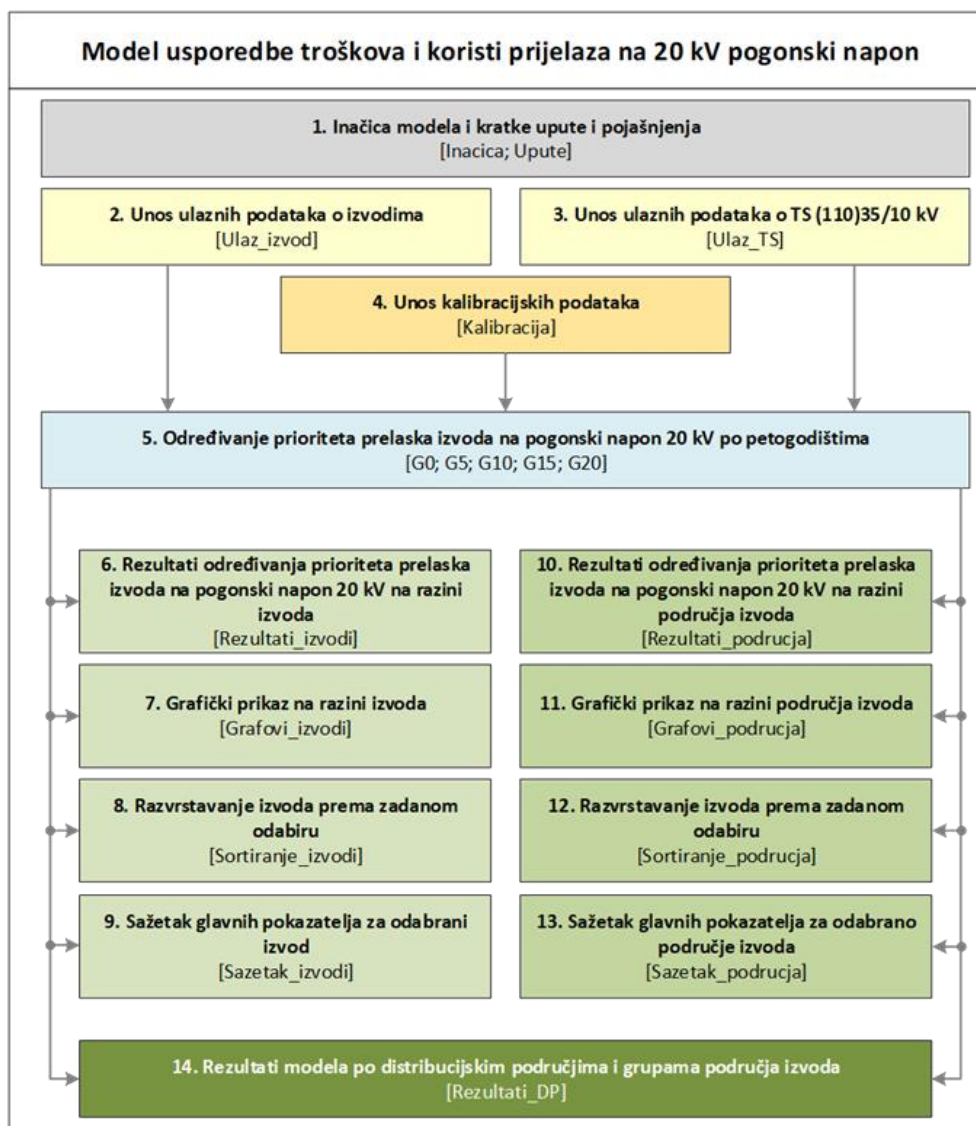 Model usporedbe troškova i koristi prijelaza na 20 kV pogonski napon
1. Inačica modela i kratke upute i pojašnjenja
[Inacica; Upute]
2. Unos ulaznih podataka o izvodima
[Ulaz_izvod]
3. Unos ulaznih podataka o TS (110)35/10 kV
[Ulaz_TS]
4. Unos kalibracijskih podataka
[Kalibracija]
5. Određivanje prioriteta prelaska izvoda na pogonski napon 20 kV po petogodištima
[G0; G5; G10; G15; G20]
6. Rezultati određivanja prioriteta prelaska
izvoda na pogonski napon 20 kV na razini
izvoda
[Rezultati_izvodi]
10. Rezultati određivanja prioriteta prelaska
izvoda na pogonski napon 20 kV na razini
područja izvoda
[Rezultati_podrucja]
7. Grafički prikaz na razini izvoda
[Grafovi_izvodi]
11. Grafički prikaz na razini područja izvoda
[Grafovi_podrucja]
8. Razvrstavanje izvoda prema zadanom
odabiru
[Sortiranje_izvodi]
12. Razvrstavanje izvoda prema zadanom
odabiru
[Sortiranje_podrucja]
9. Sažetak glavnih pokazatelja za odabrani
izvod
[Sazetak_izvodi]
13. Sažetak glavnih pokazatelja za odabrano
područje izvoda
[Sazetak_podrucja]
14. Rezultati modela po distribucijskim područjima i grupama područja izvoda
[Rezultati_DP]